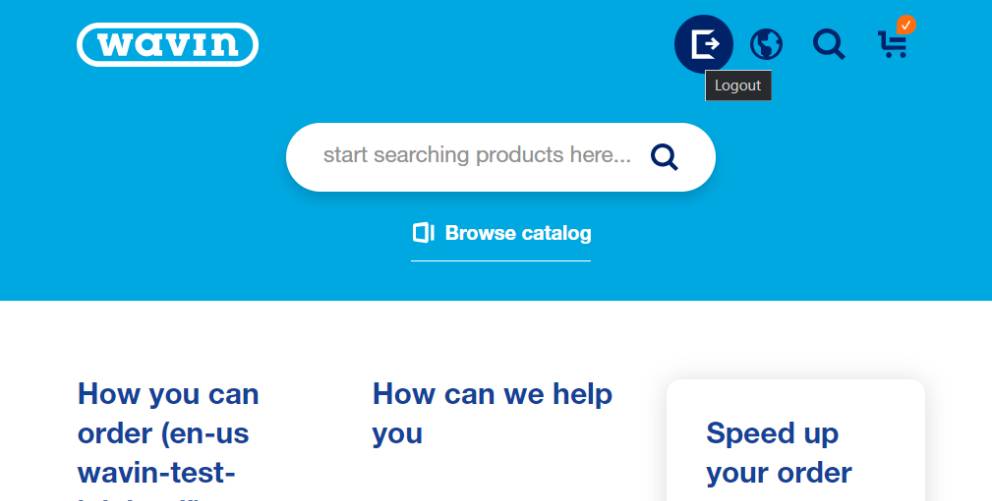 wavin
Logout
start searching products here...
Browse catalog
How you can
order (en-us
wavin-test-
How can we help
you
Speed up
your order